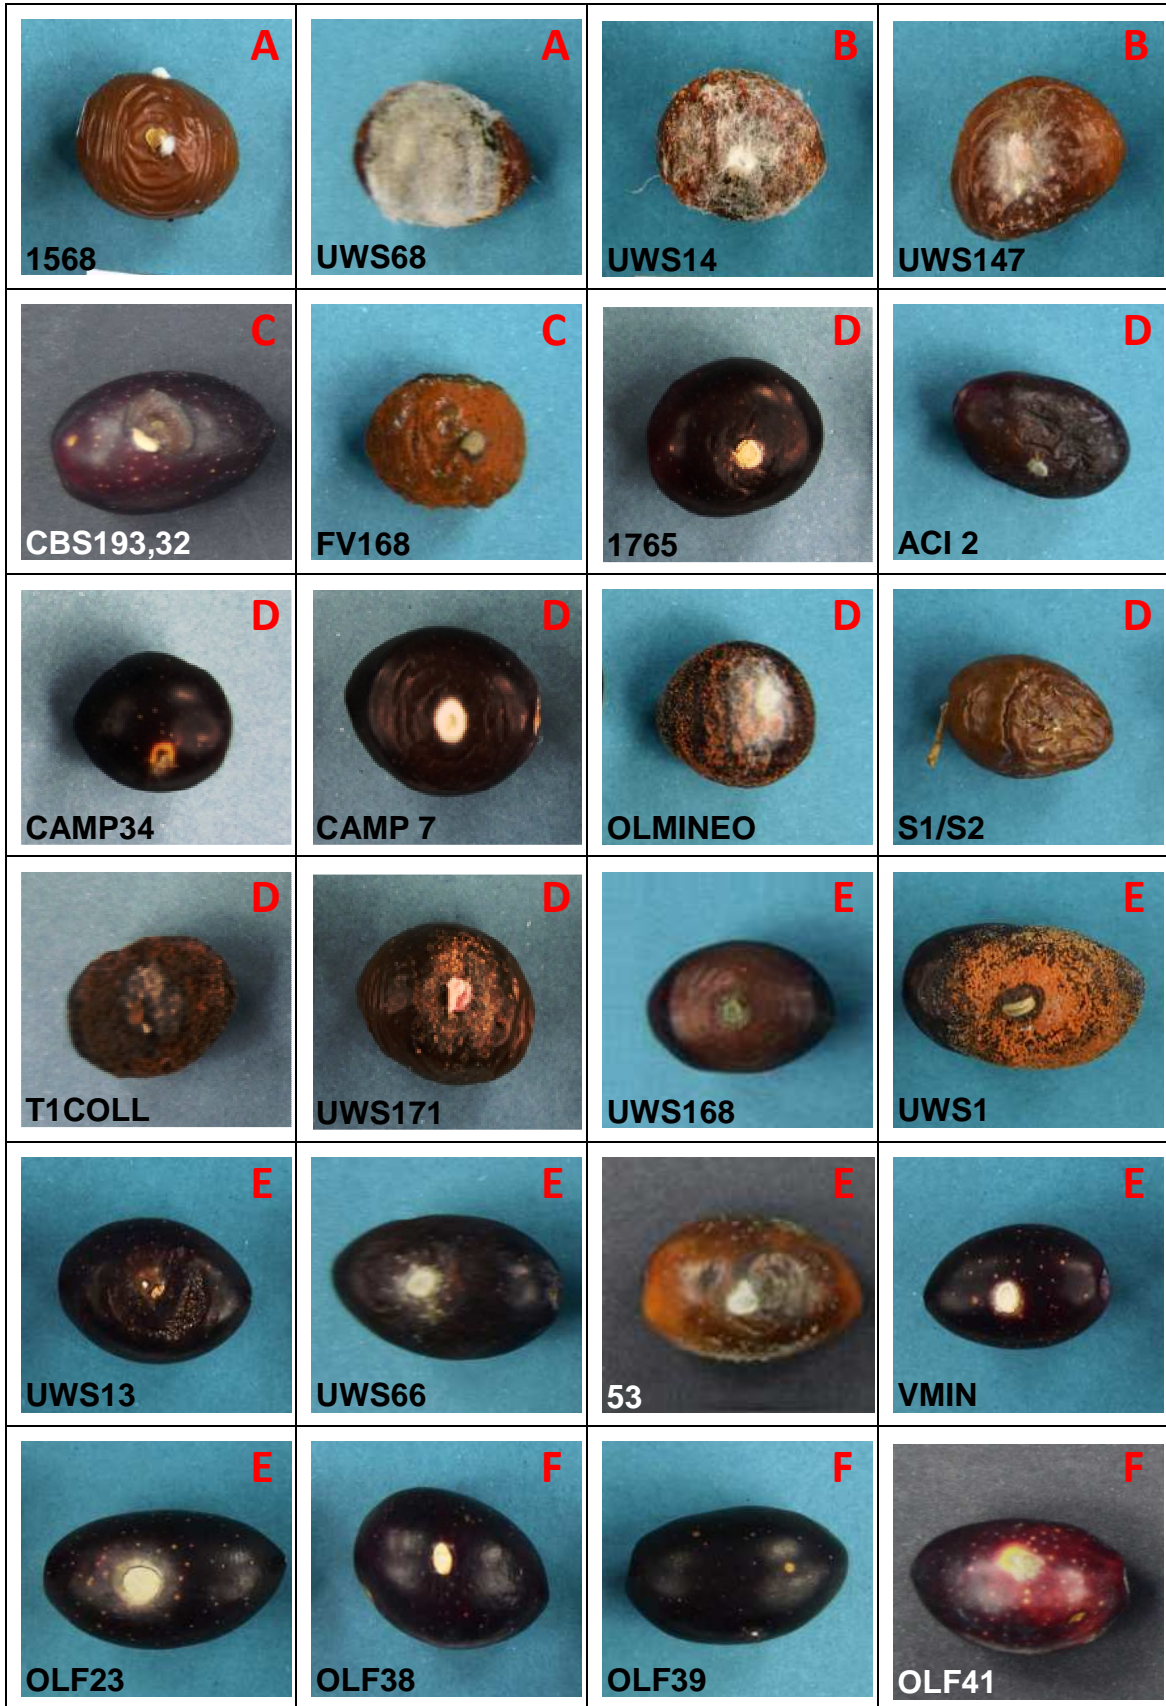 A
1568
A
UWS68
B
UWS14
B
UWS147
C
CBS193,32
C
FV168
D
1765
D
ACI 2
D
CAMP34
D
CAMP 7
D
OLMINEO
D
S1/S2
D
T1COLL
D
UWS171
E
UWS168
E
UWS1
E
UWS13
E
UWS66
E
53
E
VMIN
E
OLF23
F
OLF38
F
OLF39
F
OLF41